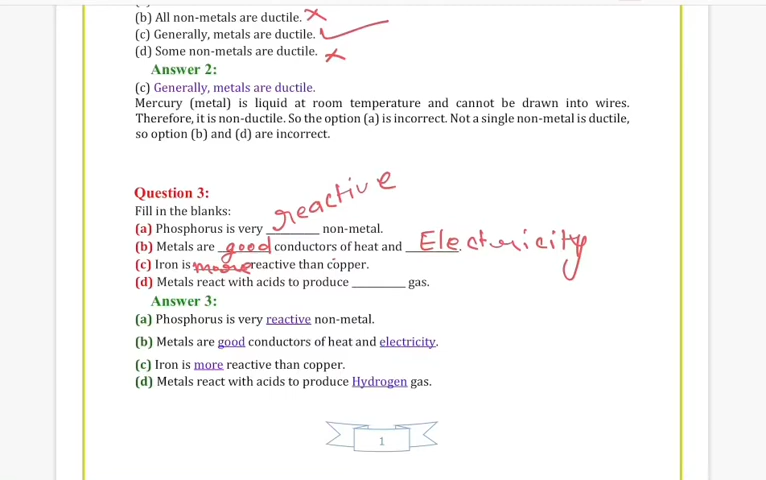 (b) All non-metals are ductile.
(c) Generally, metals are ductile.
(d) Some non-metals are ductile.
Answer 2:
(c) Generally, metals are ductile.
Mercury (metal) is liquid at room temperature and cannot be drawn into wires.
Therefore, it is non-ductile. So the option (a) is incorrect. Not a single non-metal is ductile,
so option (b) and (d) are incorrect.
Question 3:
Fill in the blanks:
(a) Phosphorus is very reactive non-metal.
(b) Metals are good conductors of heat and Electricity.
(c) Iron is more reactive than copper.
(d) Metals react with acids to produce ________ gas.
Answer 3:
(a) Phosphorus is very reactive non-metal.
(b) Metals are good conductors of heat and electricity.
(c) Iron is more reactive than copper.
(d) Metals react with acids to produce Hydrogen gas.
1